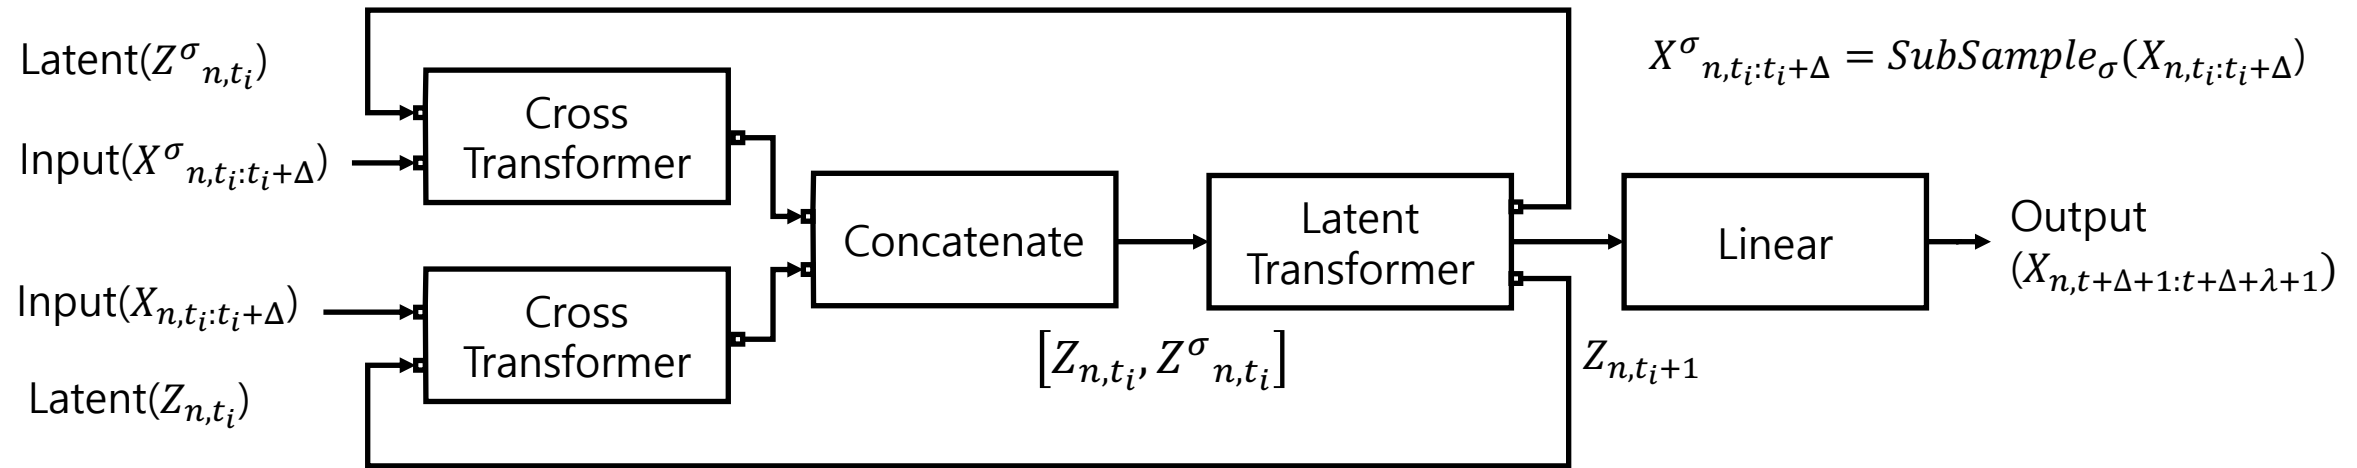 Latent(Z^σ_{n,t_i})
X^σ_{n,t_i:t_i+Δ} = SubSample_σ(X_{n,t_i:t_i+Δ})
Cross
Transformer
Input(X^σ_{n,t_i:t_i+Δ})
Concatenate
Latent
Transformer
Linear
Output
(X_{n,t+Δ+1:t+Δ+λ+1})
Input(X_{n,t_i:t_i+Δ})
Cross
Transformer
[Z_{n,t_i}, Z^σ_{n,t_i}]
Z_{n,t_i+1}
Latent(Z_{n,t_i})